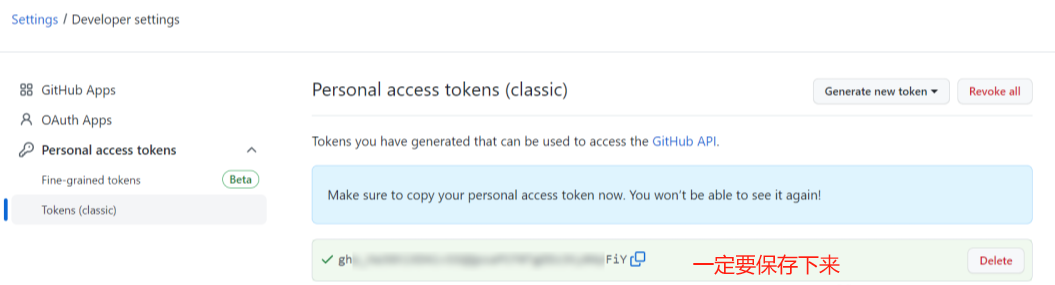 Settings / Developer settings
GitHub Apps
OAuth Apps
Personal access tokens
Fine-grained tokens Beta
Tokens (classic)
Personal access tokens (classic) Generate new token Revoke all
Tokens you have generated that can be used to access the GitHub API.
Make sure to copy your personal access token now. You won't be able to see it again!
gh FiY 一定要保存下来 Delete